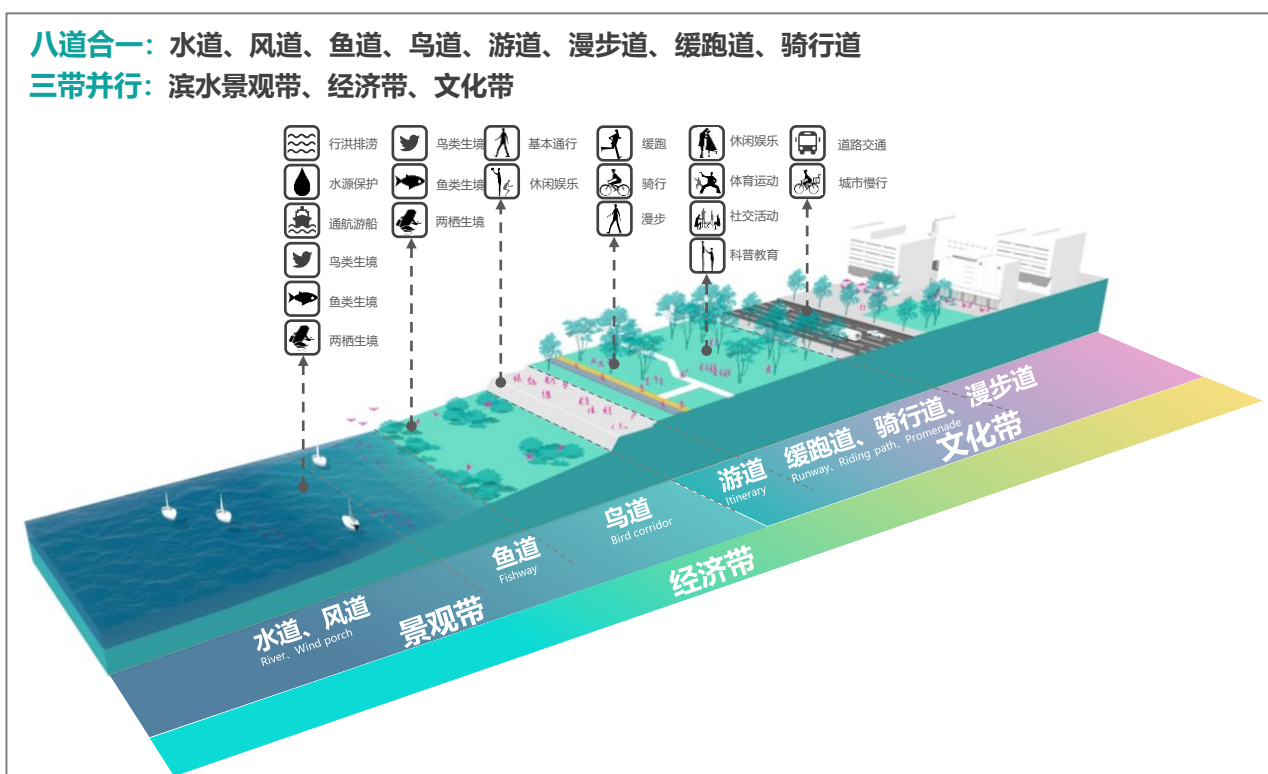 八道合一：水道、风道、鱼道、鸟道、游道、漫步道、缓跑道、骑行道
三带并行：滨水景观带、经济带、文化带
行洪排涝
水源保护
通航游船
鸟类生境
鱼类生境
两栖生境
鸟类生境
鱼类生境
两栖生境
基本通行
休闲娱乐
缓跑
骑行
漫步
休闲娱乐
体育运动
社交活动
科普教育
道路交通
城市慢行
水道、风道
River、Wind porch
鱼道
Fishway
鸟道
Bird corridor
游道
Itinerary
缓跑道、骑行道、漫步道
Runway、Riding path、Promenade
景观带
经济带
文化带